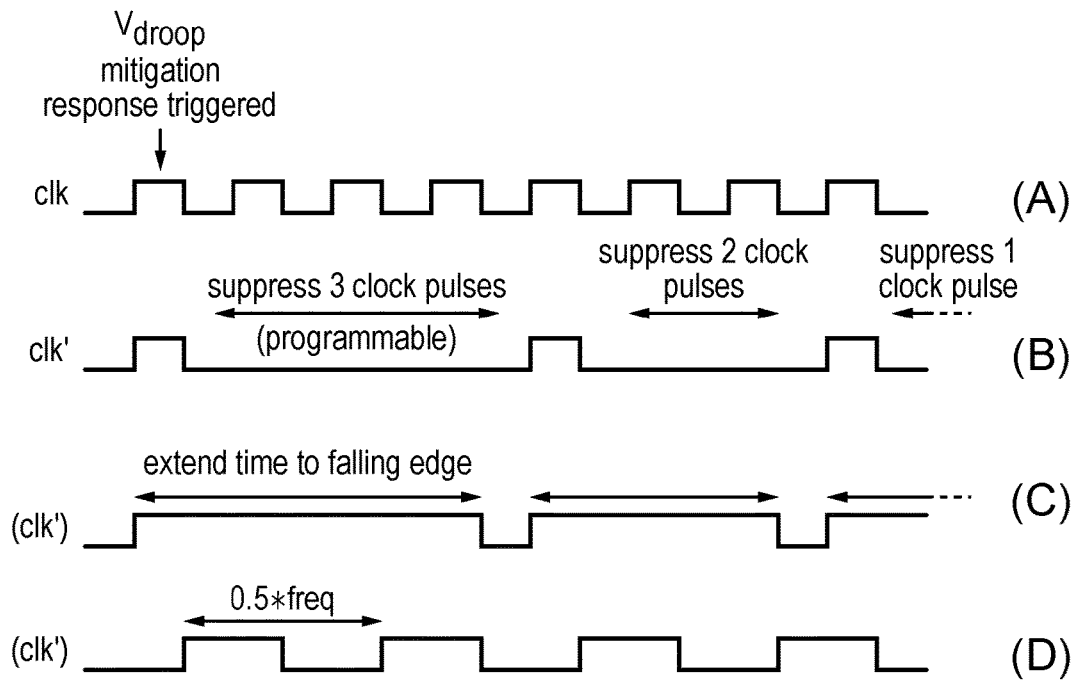 Vdroop
mitigation
response triggered
clk
(A)
suppress 3 clock pulses
(programmable)
suppress 2 clock
pulses
suppress 1
clock pulse
clk'
(B)
extend time to falling edge
(clk')
(C)
0.5*freq
(clk')
(D)